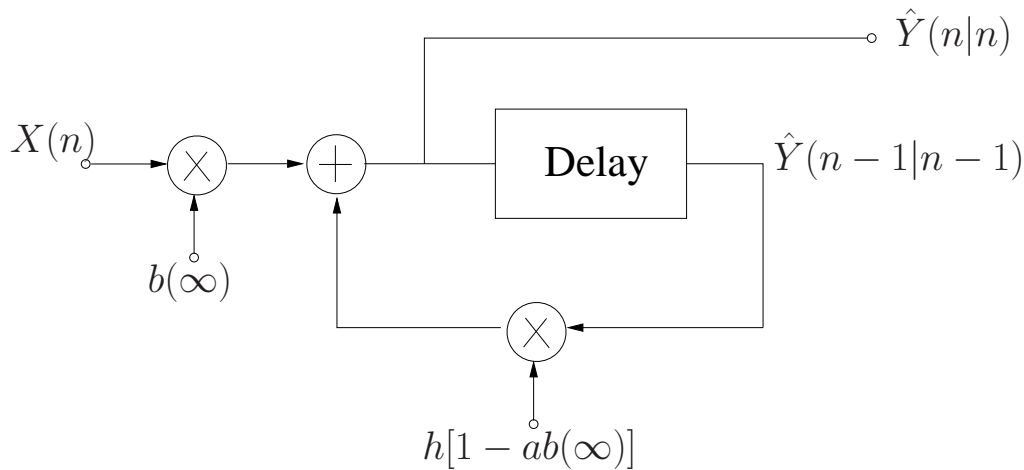 Ŷ(n|n)
X(n)
×
+
Delay
Ŷ(n − 1|n − 1)
b(∞)
×
h[1 − ab(∞)]